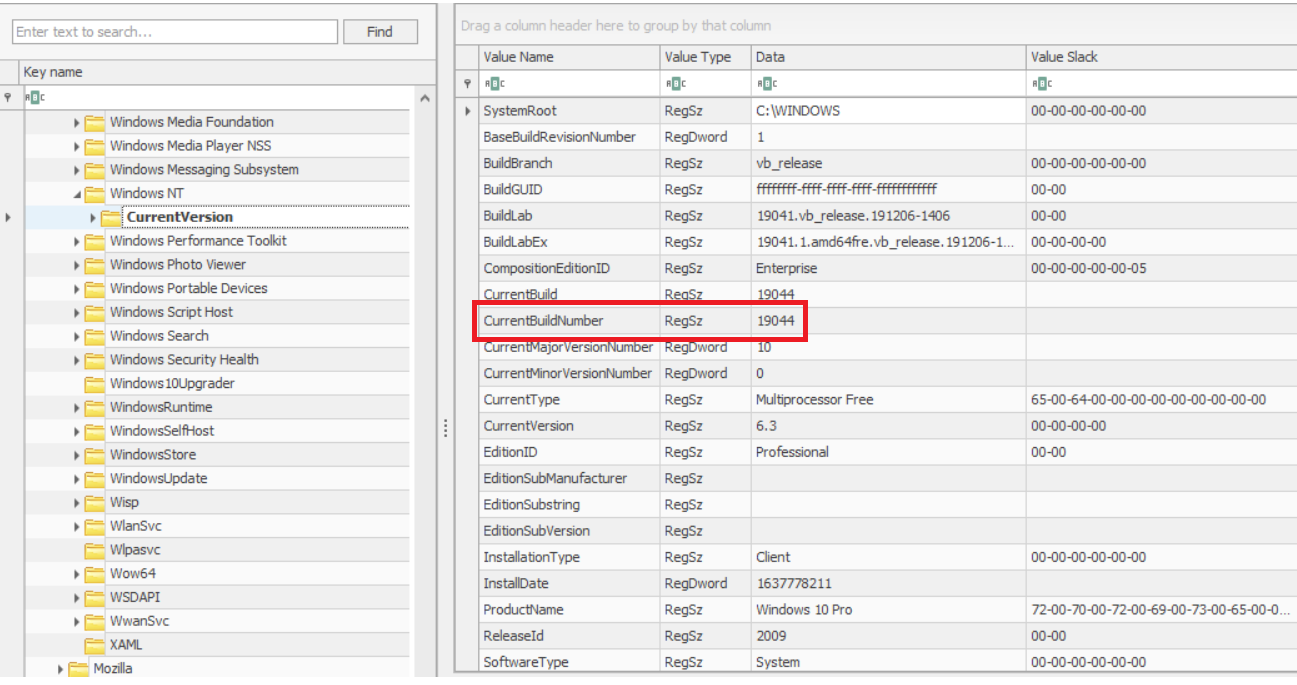 Enter text to search...
Find
Key name
ABC
Windows Media Foundation
Windows Media Player NSS
Windows Messaging Subsystem
Windows NT
CurrentVersion
Windows Performance Toolkit
Windows Photo Viewer
Windows Portable Devices
Windows Script Host
Windows Search
Windows Security Health
Windows10Upgrader
WindowsRuntime
WindowsSelfHost
WindowsStore
WindowsUpdate
Wisp
WlanSvc
Wlpasvc
Wow64
WSDAPI
WwanSvc
XAML
Mozilla
Drag a column header here to group by that column
Value Name Value Type Data Value Slack
ABC ABC ABC ABC
SystemRoot RegSz C:\WINDOWS 00-00-00-00-00-00
BaseBuildRevisionNumber RegDword 1
BuildBranch RegSz vb_release 00-00-00-00-00-00
BuildGUID RegSz ffffffff-ffff-ffff-ffff-ffffffffffff 00-00
BuildLab RegSz 19041.vb_release.191206-1406 00-00
BuildLabEx RegSz 19041.1.amd64fre.vb_release.191206-1... 00-00-00-00
CompositionEditionID RegSz Enterprise 00-00-00-00-00-05
CurrentBuild RegSz 19044
CurrentBuildNumber RegSz 19044
CurrentMajorVersionNumber RegDword 10
CurrentMinorVersionNumber RegDword 0
CurrentType RegSz Multiprocessor Free 65-00-64-00-00-00-00-00-00-00-00-00
CurrentVersion RegSz 6.3 00-00-00-00
EditionID RegSz Professional 00-00
EditionSubManufacturer RegSz
EditionSubstring RegSz
EditionSubVersion RegSz
InstallationType RegSz Client 00-00-00-00-00-00
InstallDate RegDword 1637778211
ProductName RegSz Windows 10 Pro 72-00-70-00-72-00-69-00-73-00-65-00-0...
ReleaseId RegSz 2009 00-00
SoftwareType RegSz System 00-00-00-00-00-00